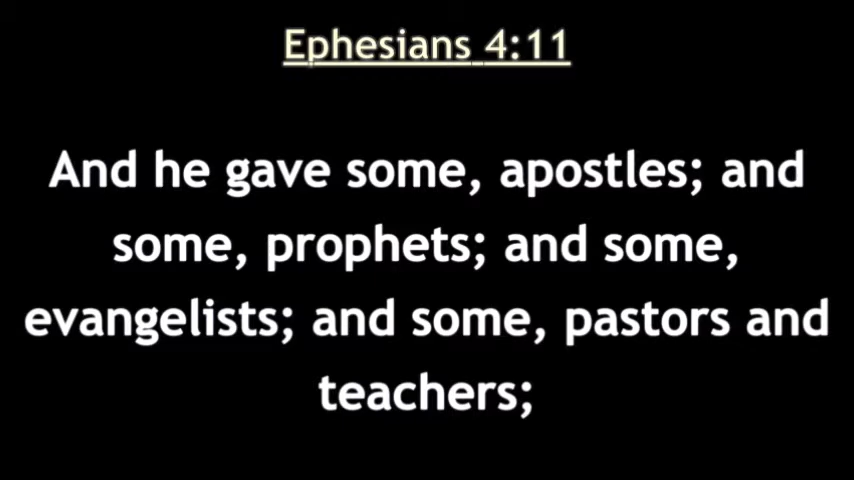 Ephesians 4:11
And he gave some, apostles; and
some, prophets; and some,
evangelists; and some, pastors and
teachers;